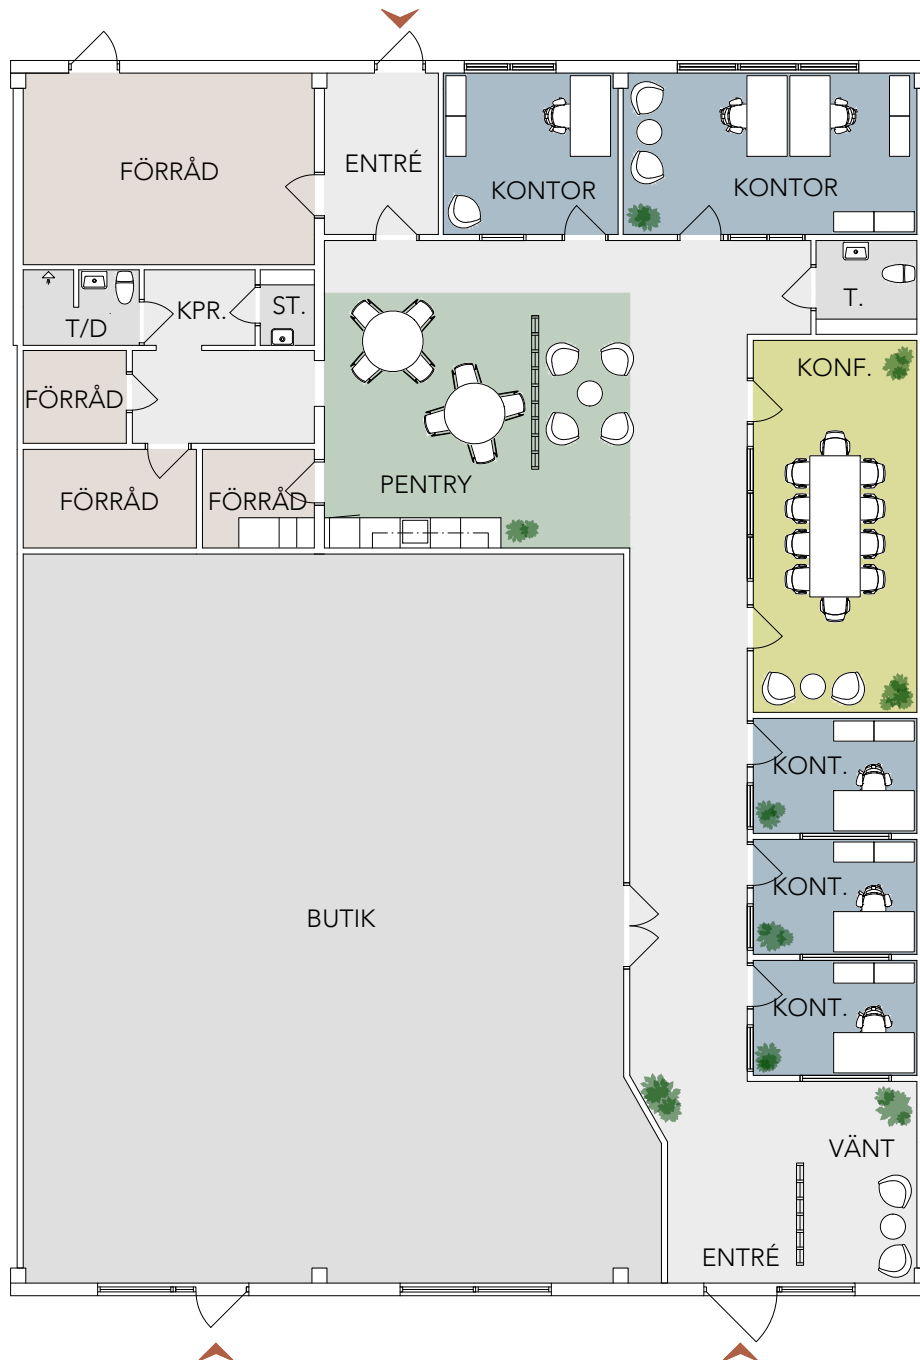 FÖRRÅD
ENTRÉ
KONTOR
KONTOR
T/D
KPR.
ST.
T.
KONF.
FÖRRÅD
FÖRRÅD
FÖRRÅD
PENTRY
KONT.
KONT.
BUTIK
KONT.
VÄNT
ENTRÉ